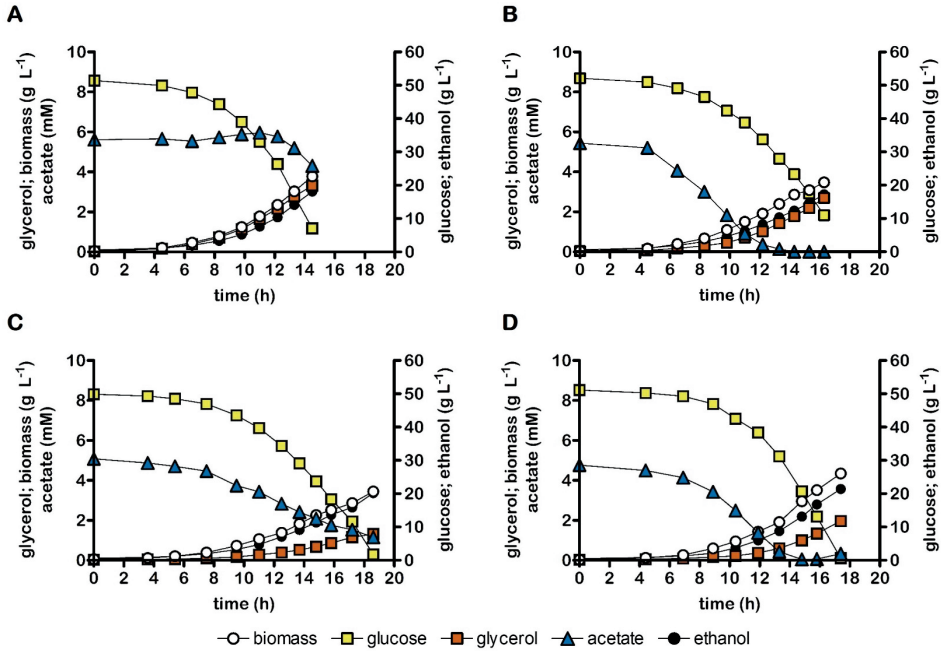 A
B
glycerol; biomass (g L⁻¹)
acetate (mM)
10
8
6
4
2
0
60
50
40
30
20
10
0
glucose; ethanol (g L⁻¹)
0 2 4 6 8 10 12 14 16 18 20
time (h)
glycerol; biomass (g L⁻¹)
acetate (mM)
10
8
6
4
2
0
60
50
40
30
20
10
0
glucose; ethanol (g L⁻¹)
0 2 4 6 8 10 12 14 16 18 20
time (h)
C
D
glycerol; biomass (g L⁻¹)
acetate (mM)
10
8
6
4
2
0
60
50
40
30
20
10
0
glucose; ethanol (g L⁻¹)
0 2 4 6 8 10 12 14 16 18 20
time (h)
glycerol; biomass (g L⁻¹)
acetate (mM)
10
8
6
4
2
0
60
50
40
30
20
10
0
glucose; ethanol (g L⁻¹)
0 2 4 6 8 10 12 14 16 18 20
time (h)
biomass glucose glycerol acetate ethanol